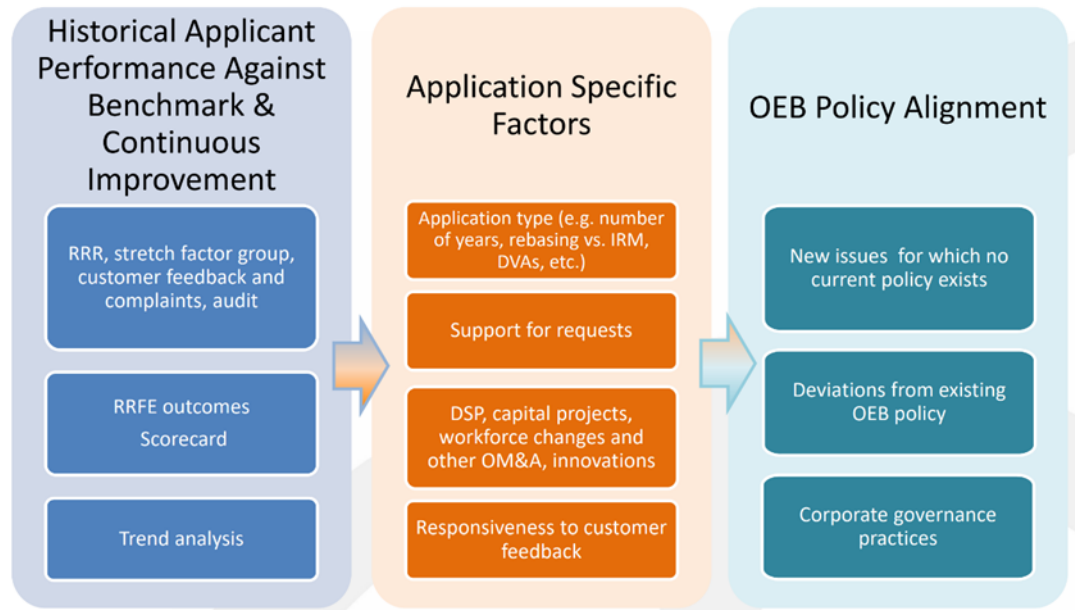 Historical Applicant
Performance Against
Benchmark &
Continuous
Improvement
RRR, stretch factor group,
customer feedback and
complaints, audit
RRFE outcomes
Scorecard
Trend analysis
Application Specific
Factors
Application type (e.g. number
of years, rebasing vs. IRM,
DVAs, etc.)
Support for requests
DSP, capital projects,
workforce changes and
other OM&A, innovations
Responsiveness to customer
feedback
OEB Policy Alignment
New issues  for which no
current policy exists
Deviations from existing
OEB policy
Corporate governance
practices